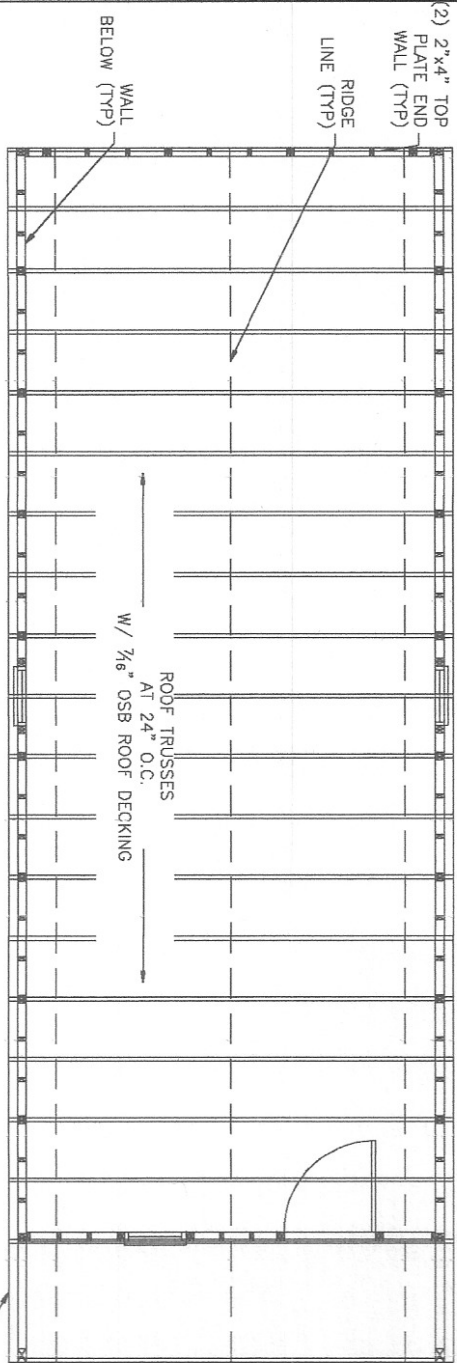 (2) 2"x4" TOP
PLATE END
WALL (TYP)
RIDGE
LINE (TYP)
WALL
BELOW (TYP)
ROOF TRUSSES
AT 24" O.C.
W/ 7/16" OSB ROOF DECKING